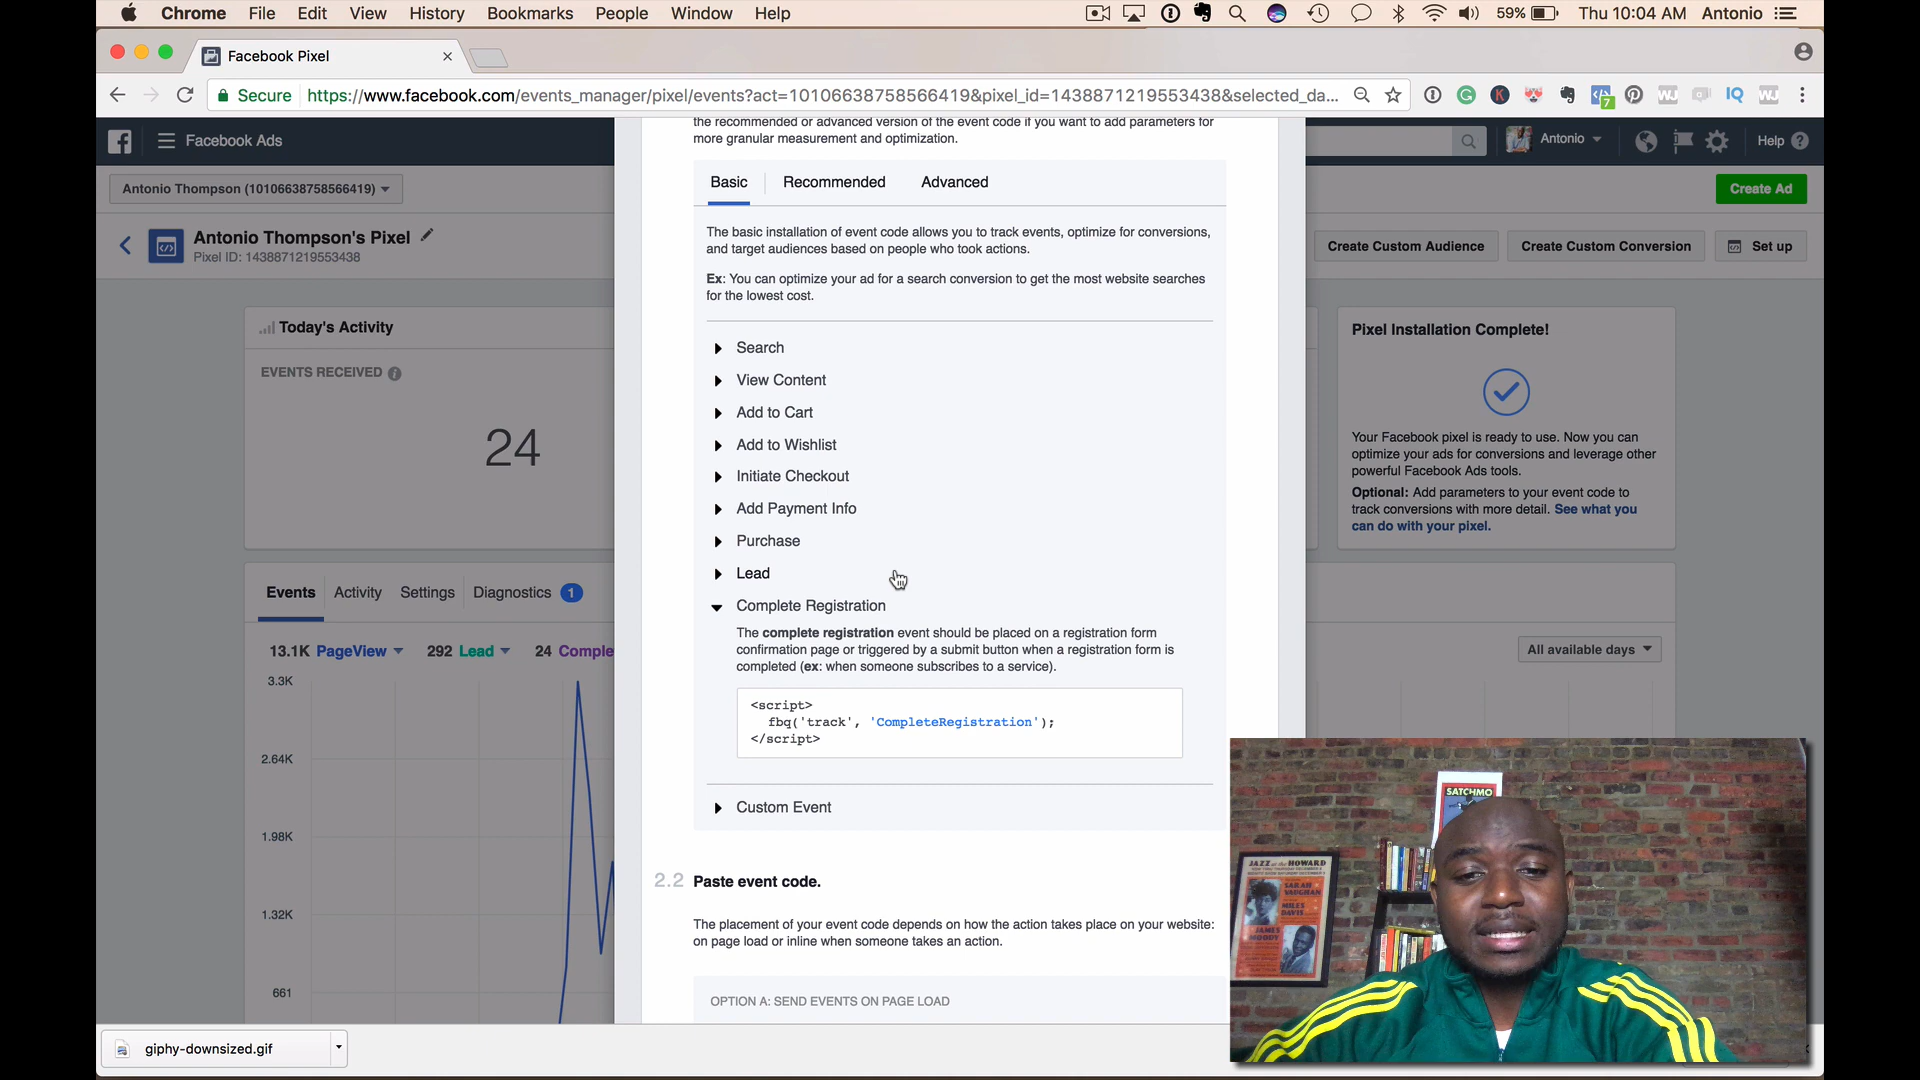 Chrome File Edit View History Bookmarks People Window Help 59% Thu 10:04 AM Antonio
Facebook Pixel
Secure https://www.facebook.com/events_manager/pixel/events?act=10106638758566419&pixel_id=1438871219553438&selected_da...
7
Facebook Ads
Antonio
Help
Antonio Thompson (10106638758566419)
Create Ad
Antonio Thompson's Pixel
Pixel ID: 1438871219553438
Create Custom Audience
Create Custom Conversion
Set up
Today's Activity
EVENTS RECEIVED
24
Events Activity Settings Diagnostics 1
13.1K PageView 292 Lead 24 Comple
3.3K
2.64K
1.98K
1.32K
661
the recommended or advanced version of the event code if you want to add parameters for
more granular measurement and optimization.
Basic Recommended Advanced
The basic installation of event code allows you to track events, optimize for conversions,
and target audiences based on people who took actions.
Ex: You can optimize your ad for a search conversion to get the most website searches
for the lowest cost.
Search
View Content
Add to Cart
Add to Wishlist
Initiate Checkout
Add Payment Info
Purchase
Lead
Complete Registration
The complete registration event should be placed on a registration form
confirmation page or triggered by a submit button when a registration form is
completed (ex: when someone subscribes to a service).
<script>
fbq('track', 'CompleteRegistration');
</script>
Custom Event
2.2 Paste event code.
The placement of your event code depends on how the action takes place on your website:
on page load or inline when someone takes an action.
OPTION A: SEND EVENTS ON PAGE LOAD
Pixel Installation Complete!
Your Facebook pixel is ready to use. Now you can
optimize your ads for conversions and leverage other
powerful Facebook Ads tools.
Optional: Add parameters to your event code to
track conversions with more detail. See what you
can do with your pixel.
All available days
SATCHMO
JAZZ at the HOWARD
SARAH
VAUGHAN
MILES
DAVIS
JAMES
MOODY
giphy-downsized.gif